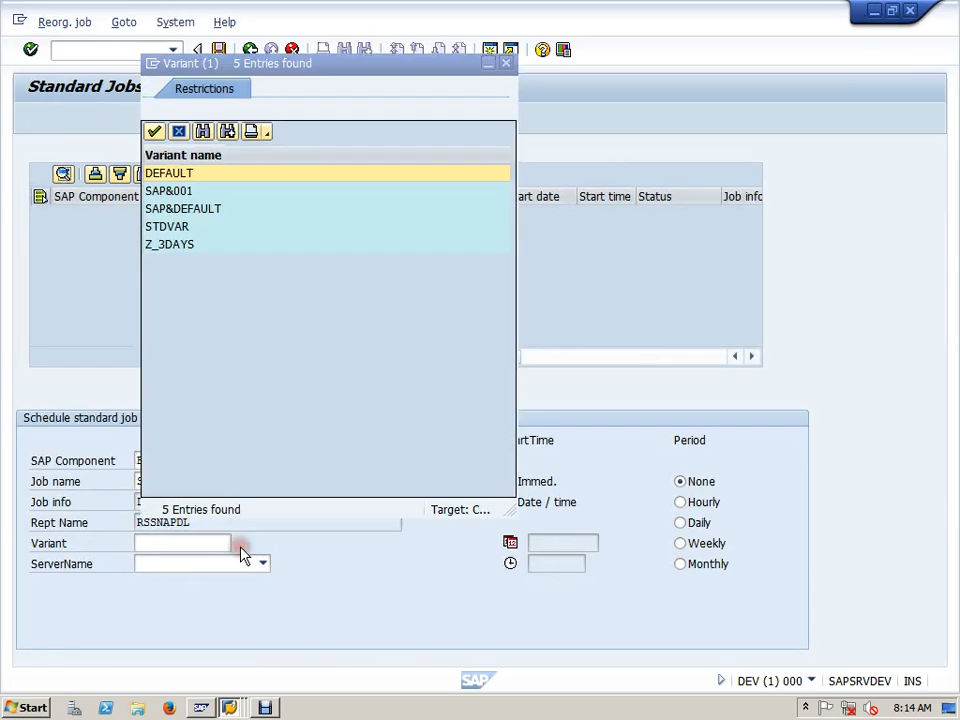 Reorg. job Goto System Help
Variant (1) 5 Entries found
Standard Jobs
Restrictions
Variant name
DEFAULT
SAP&001
SAP&DEFAULT
STDVAR
Z_3DAYS
SAP Component art date Start time Status Job info
Schedule standard job
rtTime Period
SAP Component
Job name Immed. None
5 Entries found Target: C...
Job info Date / time Hourly
Rept Name RSSNAPDL Daily
Variant Weekly
ServerName Monthly
SAP DEV (1) 000 SAPSRVDEV INS
Start 8:14 AM